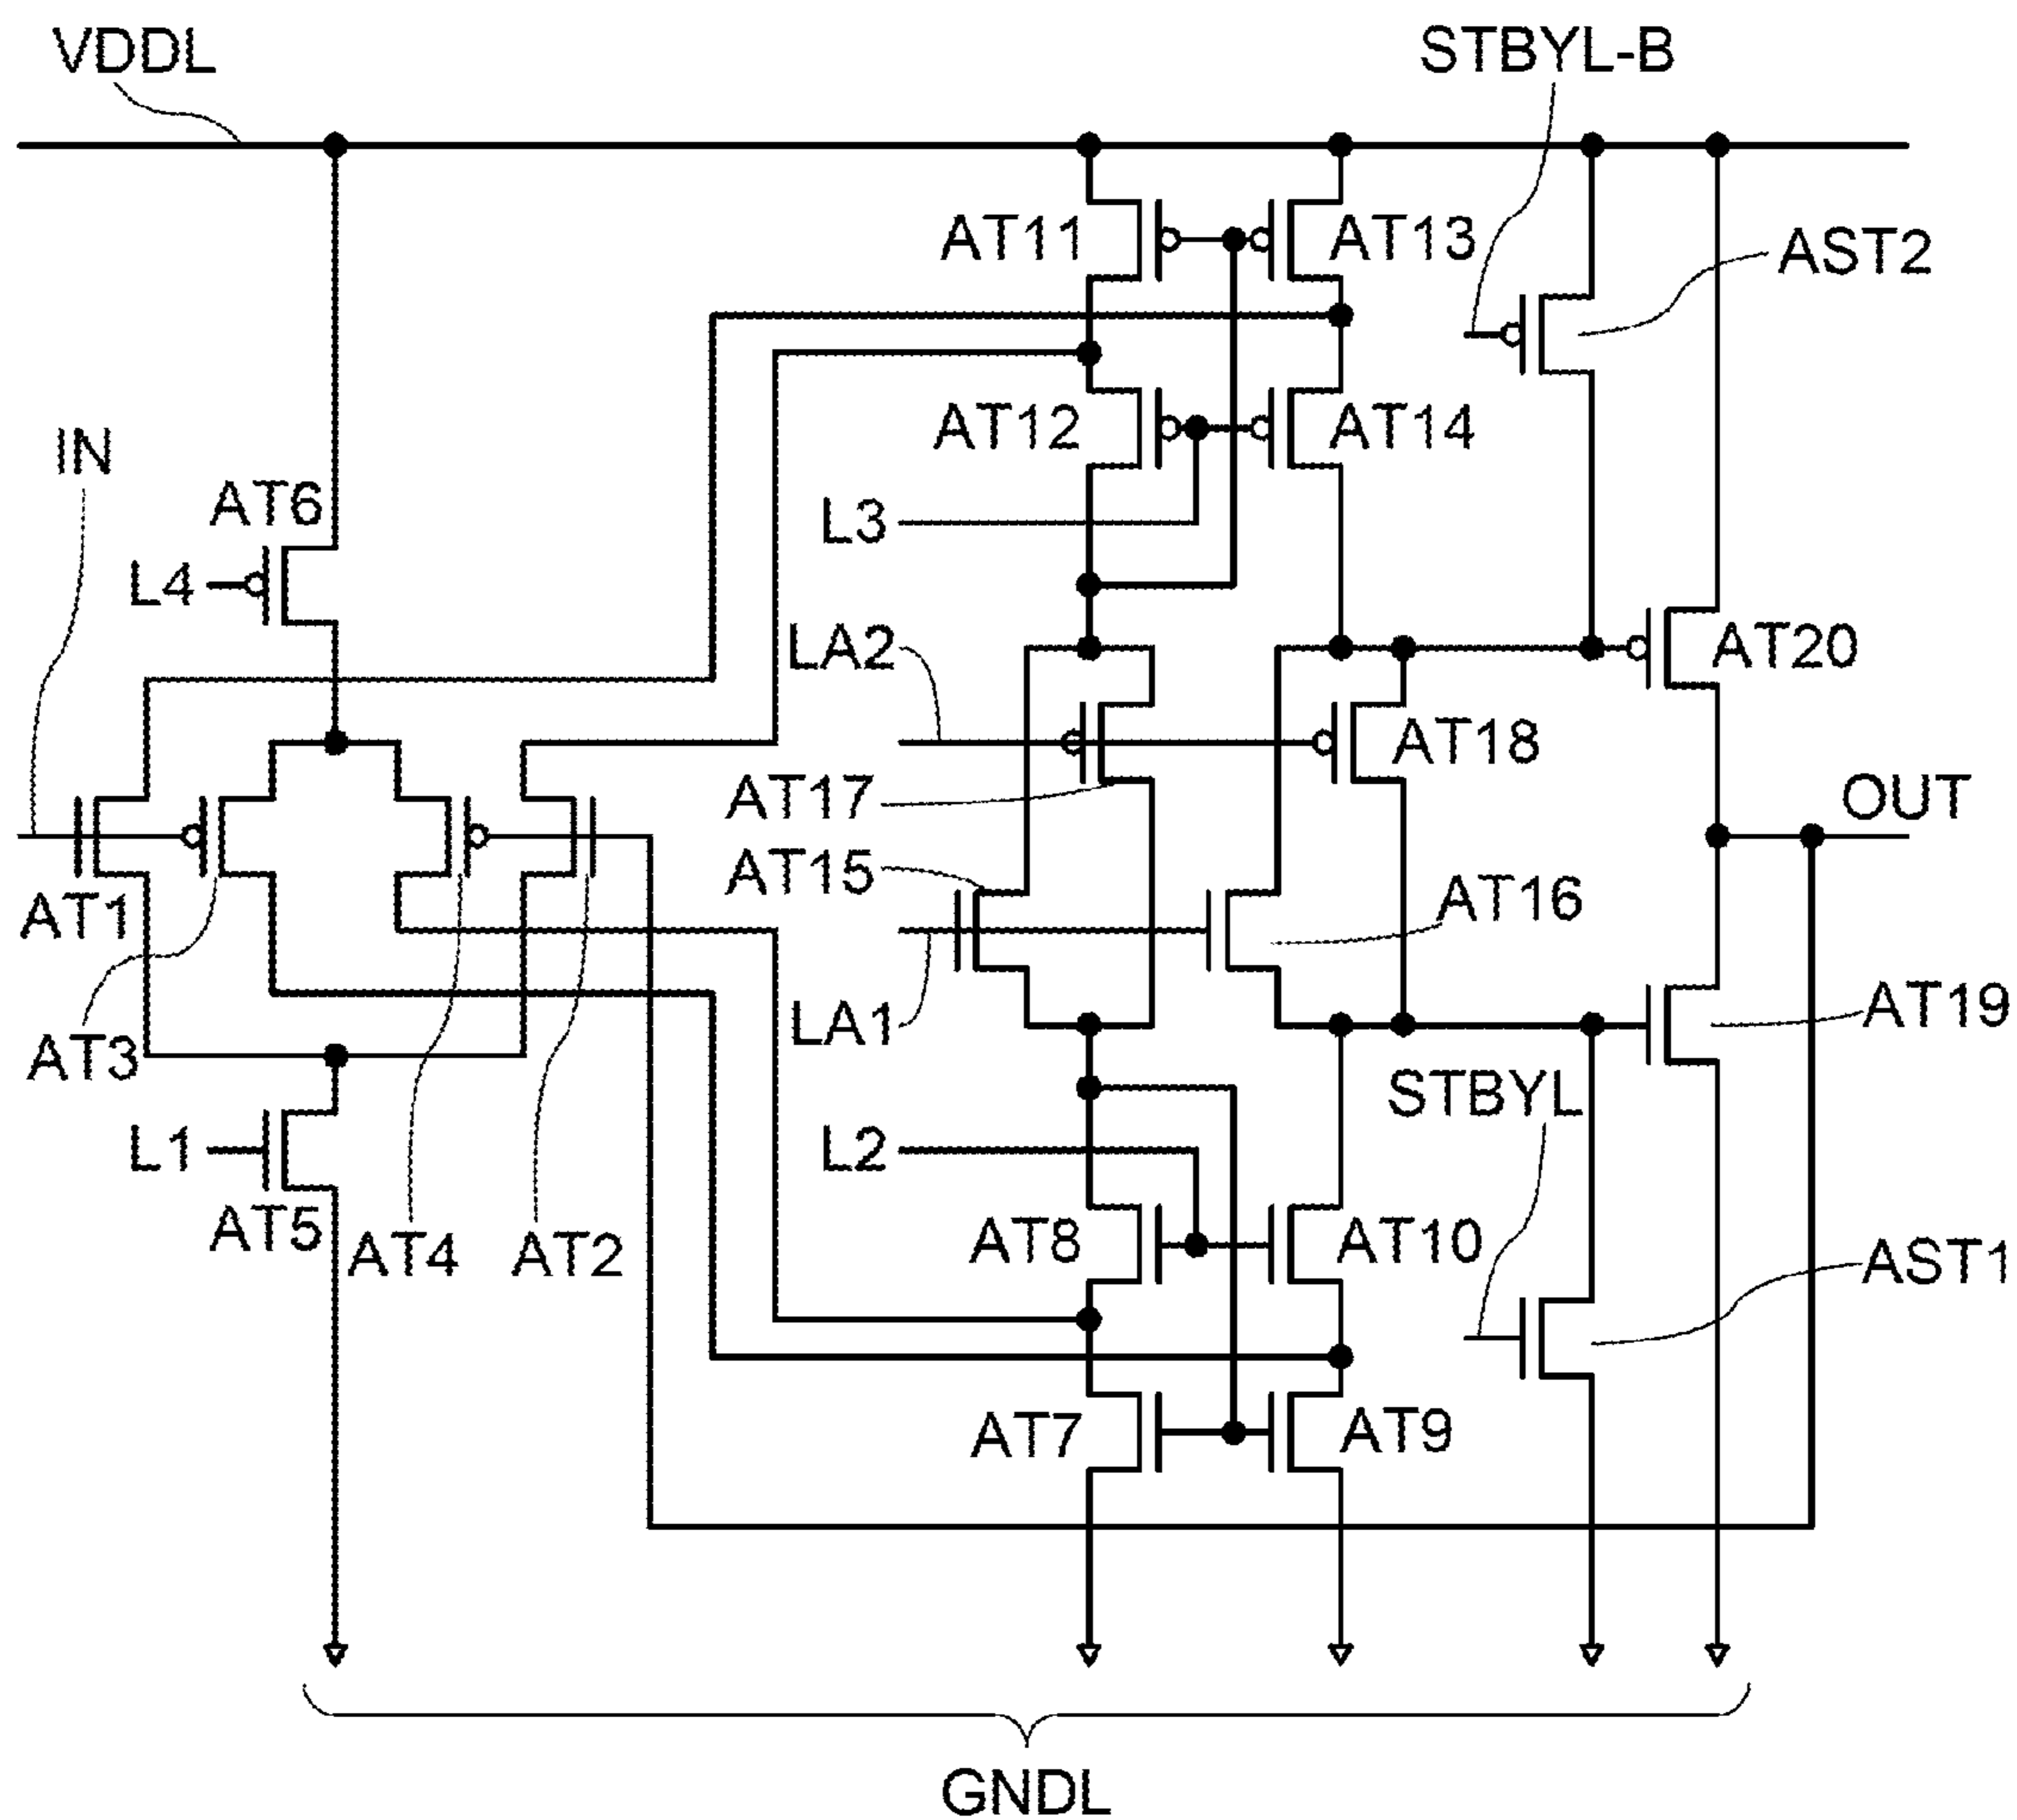 VDDL
STBYL-B
AT11
AT13
AST2
AT12
AT14
IN
AT6
L3
L4
LA2
AT20
AT18
AT17
OUT
AT15
AT1
AT16
AT3
LA1
AT19
STBYL
L1
L2
AT5
AT4
AT2
AT8
AT10
AST1
AT7
AT9
GNDL